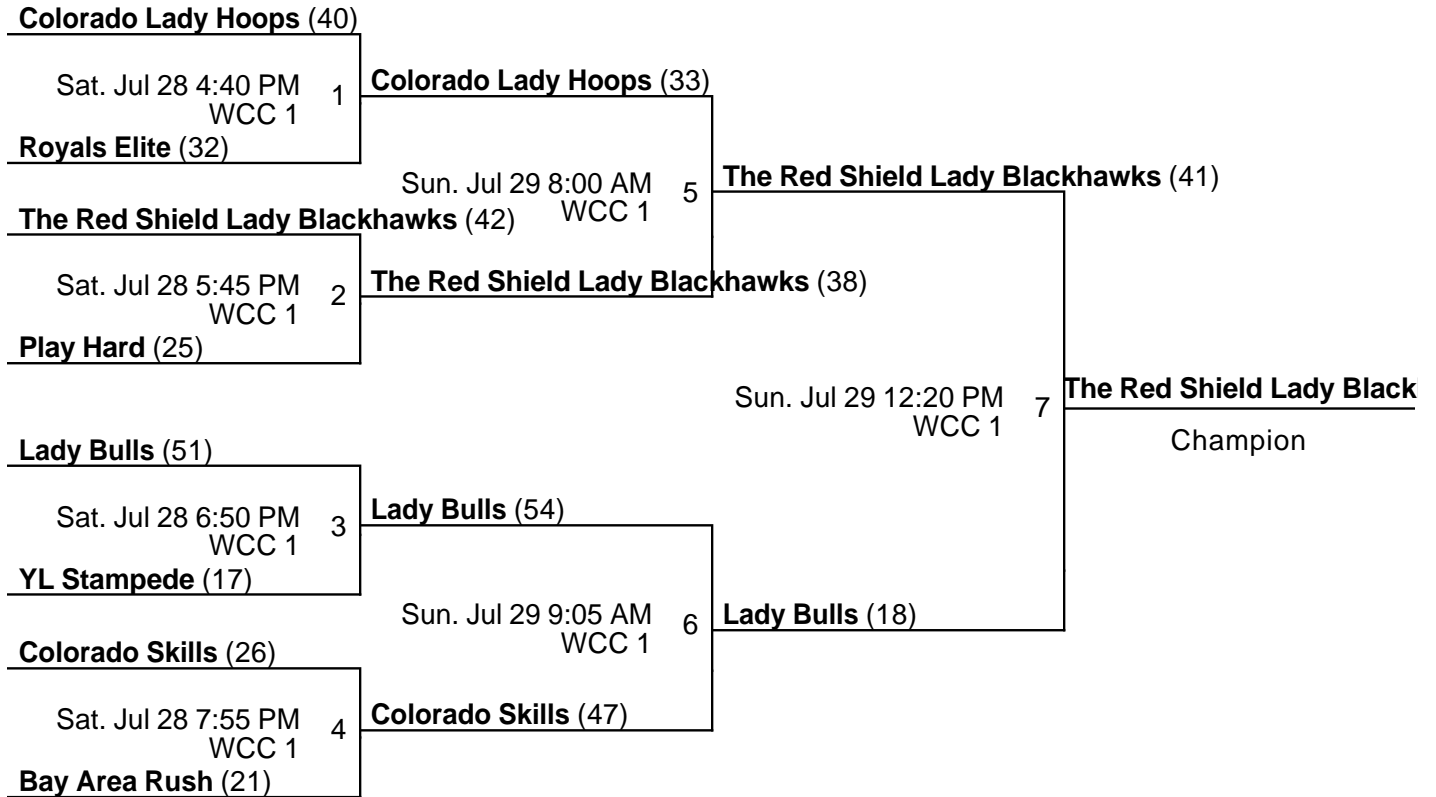 Colorado Lady Hoops (40)
Sat. Jul 28 4:40 PM
WCC 1
1
Royals Elite (32)
Colorado Lady Hoops (33)
The Red Shield Lady Blackhawks (42)
Sat. Jul 28 5:45 PM
WCC 1
2
Play Hard (25)
Sun. Jul 29 8:00 AM
WCC 1
5
The Red Shield Lady Blackhawks (38)
The Red Shield Lady Blackhawks (41)
Lady Bulls (51)
Sat. Jul 28 6:50 PM
WCC 1
3
YL Stampede (17)
Lady Bulls (54)
Colorado Skills (26)
Sat. Jul 28 7:55 PM
WCC 1
4
Bay Area Rush (21)
Sun. Jul 29 9:05 AM
WCC 1
6
Colorado Skills (47)
Lady Bulls (18)
Sun. Jul 29 12:20 PM
WCC 1
7
The Red Shield Lady Black
Champion